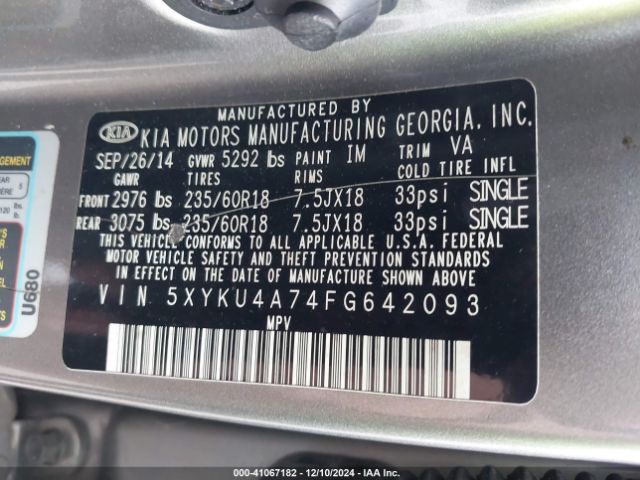 MANUFACTURED BY
KIA KIA MOTORS MANUFACTURING GEORGIA, INC.
SEP/26/14 GVWR 5292 lbs PAINT IM TRIM VA
GAWR TIRES RIMS COLD TIRE INFL
FRONT 2976 lbs 235/60R18 7.5JX18 33psi SINGLE
REAR 3075 lbs 235/60R18 7.5JX18 33psi SINGLE
THIS VEHICLE CONFORMS TO ALL APPLICABLE U.S.A. FEDERAL
MOTOR VEHICLE SAFETY AND THEFT PREVENTION STANDARDS
IN EFFECT ON THE DATE OF MANUFACTURE SHOWN ABOVE.
VIN 5XYKU4A74FG642093
MPV
U680
000-41067182 • 12/10/2024 • IAA Inc.